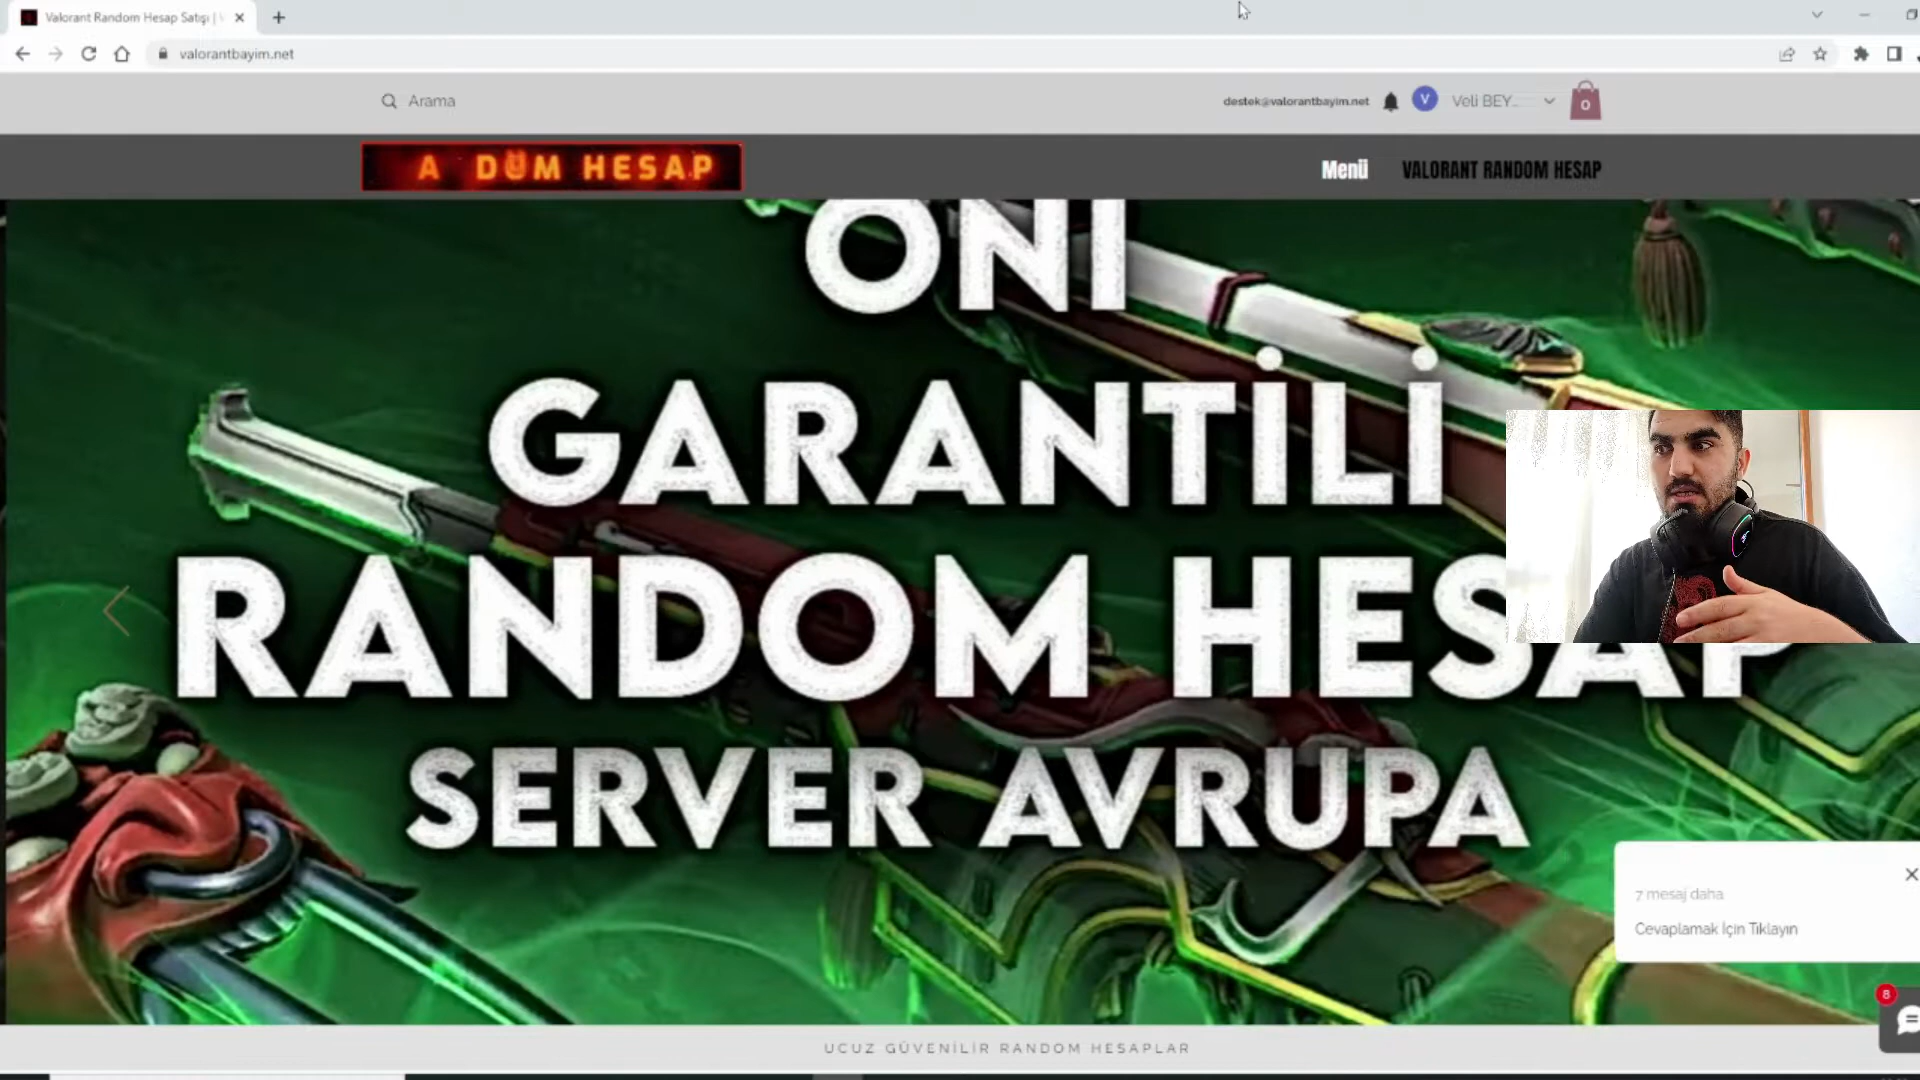 Valorant Random Hesap Satışı |
valorantbayim.net
Arama
destek@valorantbayim.net
V
Veli BEY...
0
A DÜM HESAP
Menü
VALORANT RANDOM HESAP
ONI
GARANTİLİ
RANDOM HESAP
SERVER AVRUPA
7 mesaj daha
Cevaplamak İçin Tıklayın
8
UCUZ GÜVENİLİR RANDOM HESAPLAR